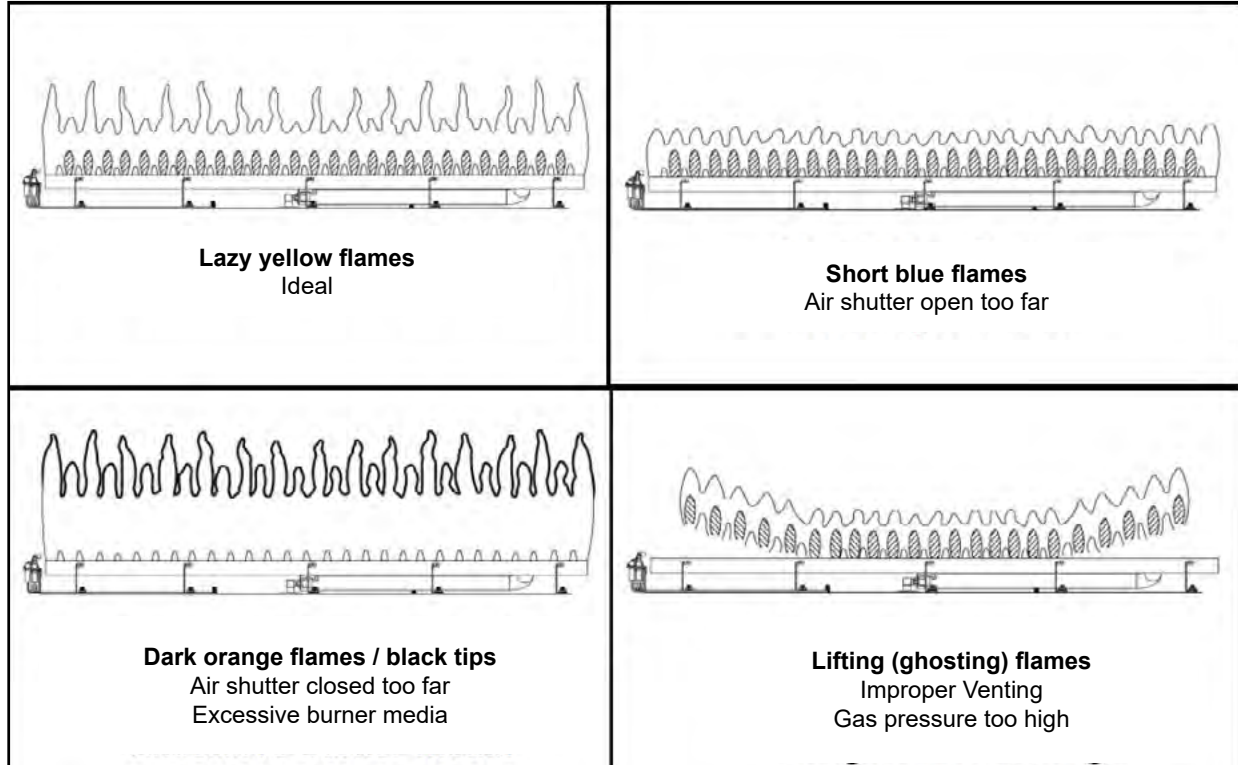 Lazy yellow flames
Ideal
Short blue flames
Air shutter open too far
Dark orange flames / black tips
Air shutter closed too far
Excessive burner media
Lifting (ghosting) flames
Improper Venting
Gas pressure too high